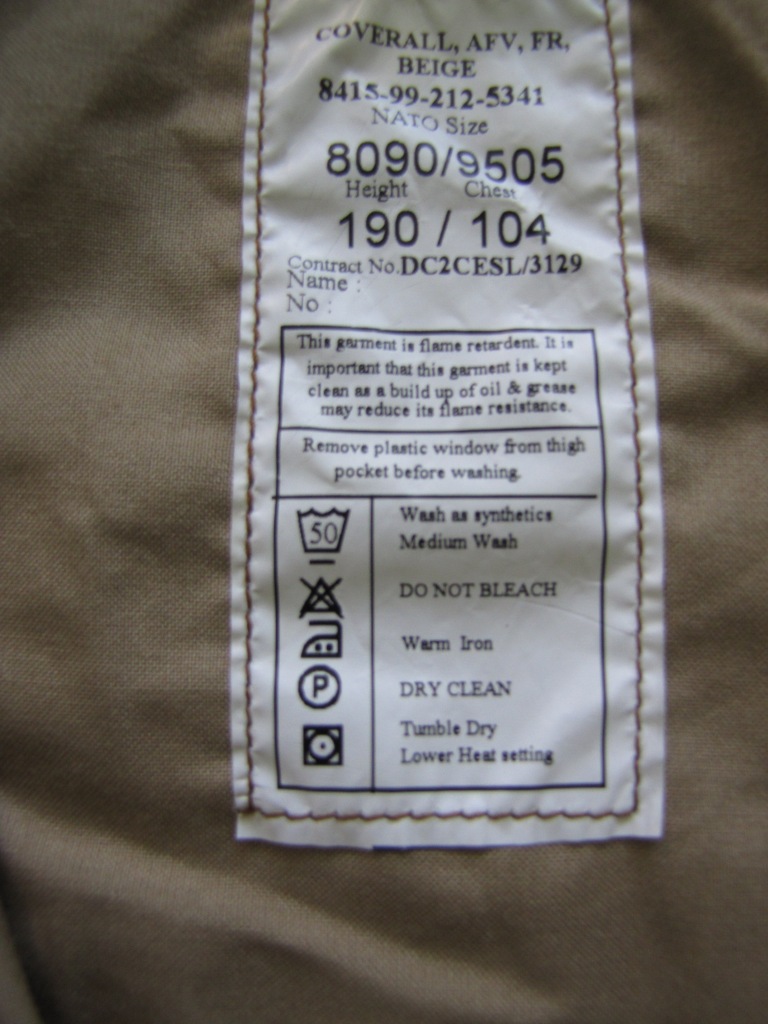 COVERALL, AFV, FR,
BEIGE
8415-99-212-5341
NATO Size
8090/9505
Height Chest
190 / 104
Contract No.DC2CESL/3129
Name :
No :
This garment is flame retardent. It is
important that this garment is kept
clean as a build up of oil & grease
may reduce its flame resistance.
Remove plastic window from thigh
pocket before washing.
50 Wash as synthetics
Medium Wash
DO NOT BLEACH
Warm Iron
P DRY CLEAN
Tumble Dry
Lower Heat setting